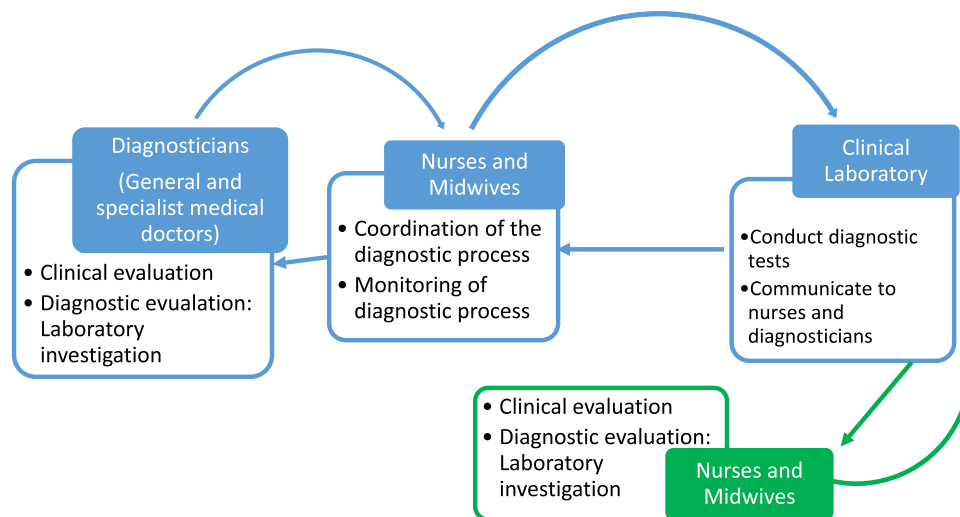 Diagnosticians
(General and
specialist medical
doctors)
• Clinical evaluation
• Diagnostic evualation:
Laboratory
investigation
Nurses and
Midwives
• Coordination of the
diagnostic process
• Monitoring of
diagnostic process
Clinical
Laboratory
•Conduct diagnostic
tests
•Communicate to
nurses and
diagnosticians
• Clinical evaluation
• Diagnostic evaluation:
Laboratory
investigation
Nurses and
Midwives